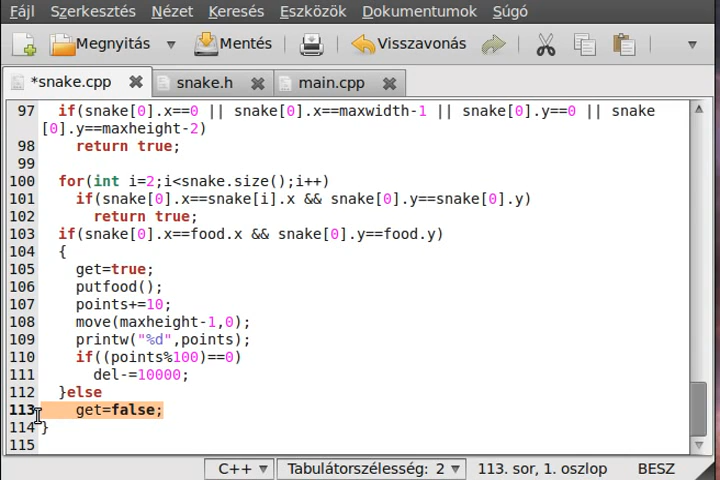 Fájl Szerkesztés Nézet Keresés Eszközök Dokumentumok Súgó
Megnyitás Mentés Visszavonás
*snake.cpp snake.h main.cpp
97 if(snake[0].x==0 || snake[0].x==maxwidth-1 || snake[0].y==0 || snake
[0].y==maxheight-2)
98 return true;
99
100 for(int i=2;i<snake.size();i++)
101 if(snake[0].x==snake[i].x && snake[0].y==snake[0].y)
102 return true;
103 if(snake[0].x==food.x && snake[0].y==food.y)
104 {
105 get=true;
106 putfood();
107 points+=10;
108 move(maxheight-1,0);
109 printw("%d",points);
110 if((points%100)==0)
111 del-=10000;
112 }else
113 get=false;
114 }
115
C++ Tabulátorszélesség: 2 113. sor, 1. oszlop BESZ